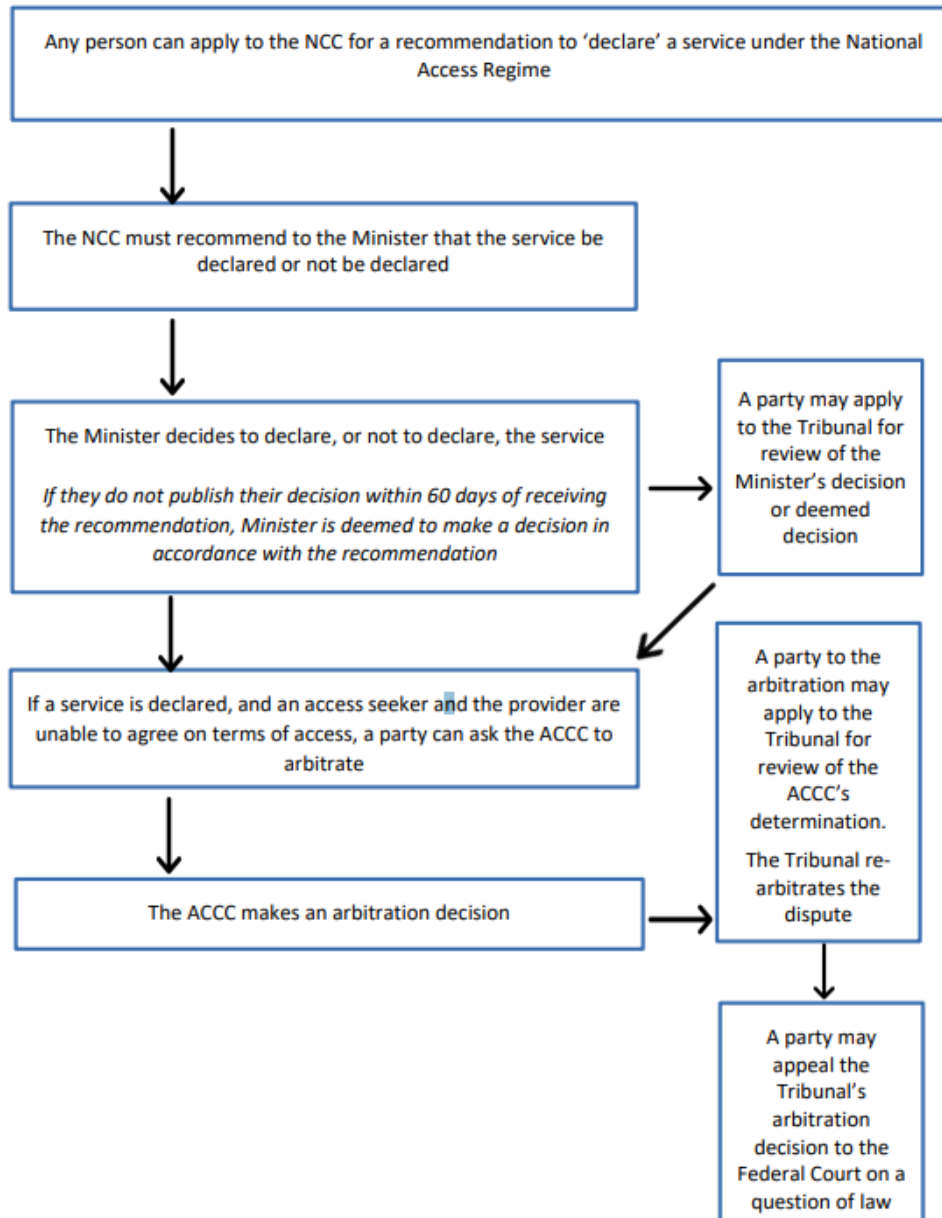 Any person can apply to the NCC for a recommendation to ‘declare’ a service under the National
Access Regime
The NCC must recommend to the Minister that the service be
declared or not be declared
The Minister decides to declare, or not to declare, the service
If they do not publish their decision within 60 days of receiving
the recommendation, Minister is deemed to make a decision in
accordance with the recommendation
A party may apply
to the Tribunal for
review of the
Minister’s decision
or deemed
decision
If a service is declared, and an access seeker and the provider are
unable to agree on terms of access, a party can ask the ACCC to
arbitrate
The ACCC makes an arbitration decision
A party to the
arbitration may
apply to the
Tribunal for
review of the
ACCC’s
determination.
The Tribunal re-
arbitrates the
dispute
A party may
appeal the
Tribunal’s
arbitration
decision to the
Federal Court on a
question of law